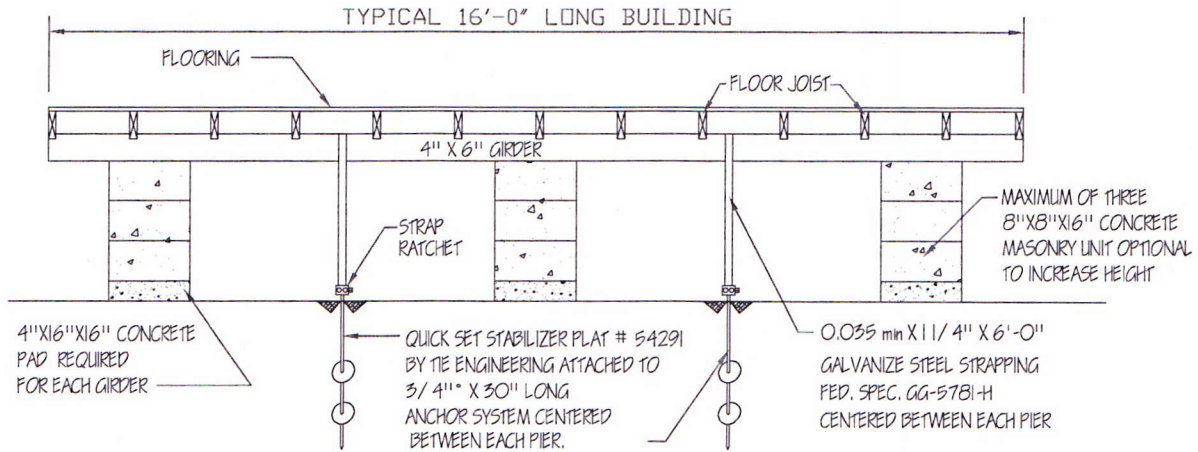 TYPICAL 16'-0" LONG BUILDING
FLOORING
FLOOR JOIST
4" X 6" GIRDER
STRAP
RATCHET
MAXIMUM OF THREE
8"X8"X16" CONCRETE
MASONRY UNIT OPTIONAL
TO INCREASE HEIGHT
4"X16"X16" CONCRETE
PAD REQUIRED
FOR EACH GIRDER
QUICK SET STABILIZER PLAT # 54291
BY TIE ENGINEERING ATTACHED TO
3/4"° X 30" LONG
ANCHOR SYSTEM CENTERED
BETWEEN EACH PIER.
0.035 min X 1 1/4" X 6'-0"
GALVANIZE STEEL STRAPPING
FED. SPEC. GG-5781-H
CENTERED BETWEEN EACH PIER